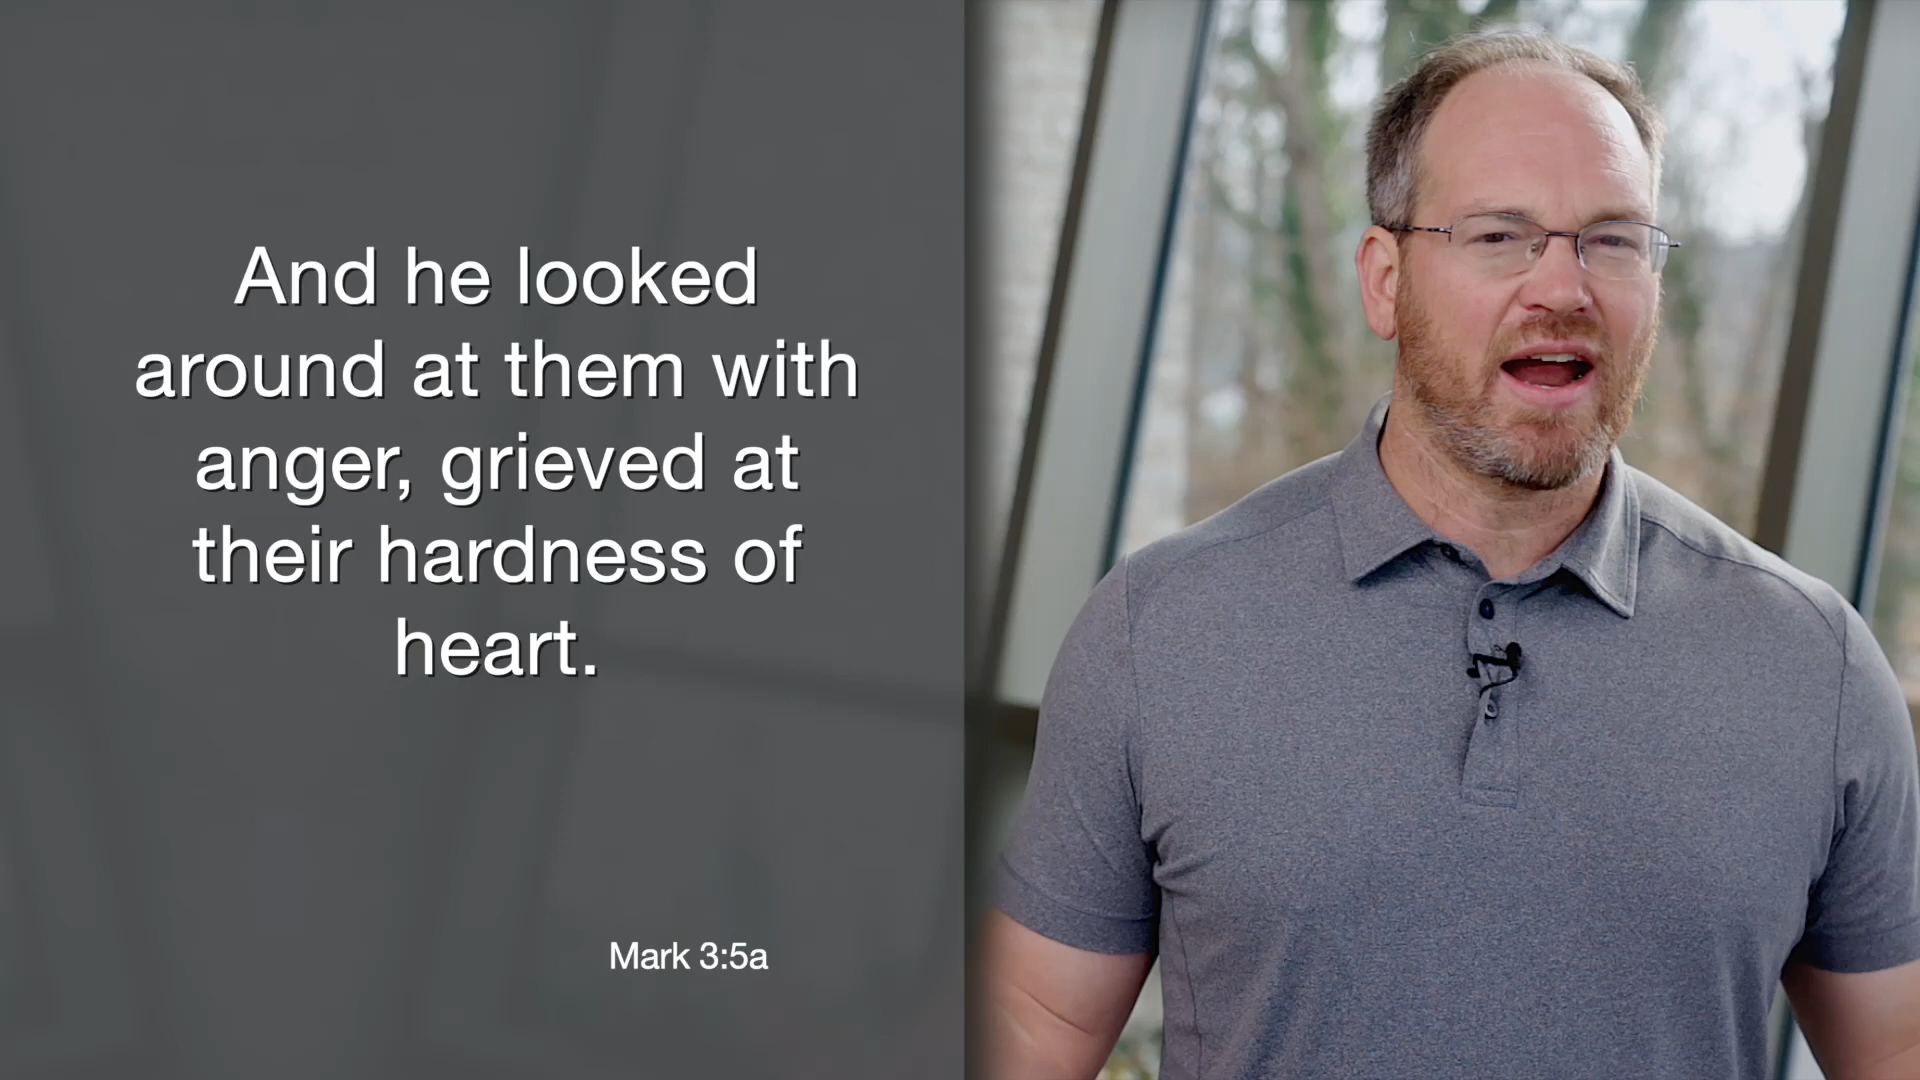 And he looked
around at them with
anger, grieved at
their hardness of
heart.
Mark 3:5a